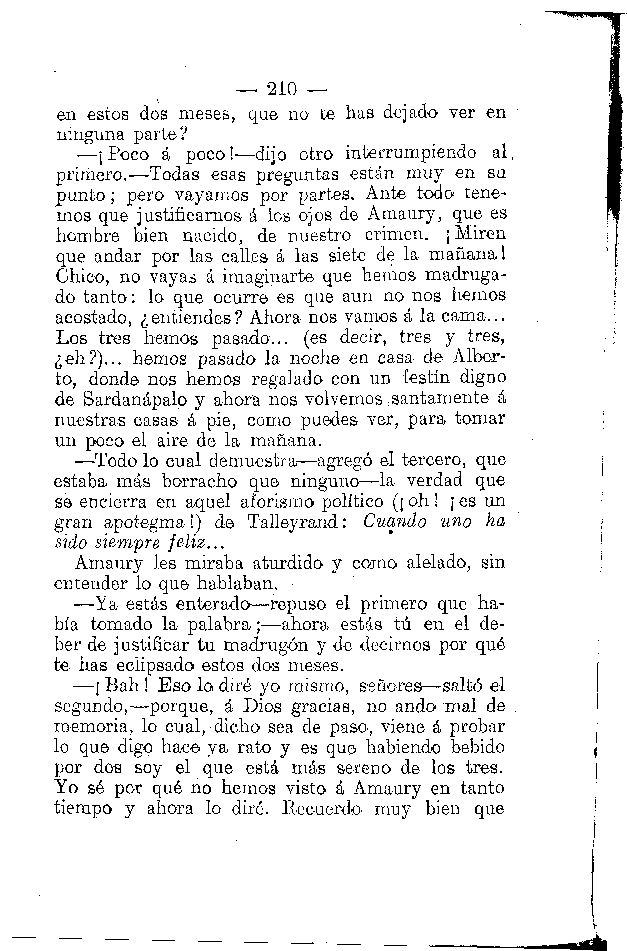 — 210 —
en estos dos meses, que no te has dejado ver en
ninguna parte?
—¡Poco á poco!—dijo otro interrumpiendo al
primero.—Todas esas preguntas están muy en su
punto; pero vayamos por partes. Ante todo tene-
mos que justificarnos á los ojos de Amaury, que es
hombre bien nacido, de nuestro crimen. ¡Miren
que andar por las calles á las siete de la mañana!
Chico, no vayas á imaginarte que hemos madruga-
do tanto: lo que ocurre es que aun no nos hemos
acostado, ¿entiendes? Ahora nos vamos á la cama...
Los tres hemos pasado... (es decir, tres y tres,
¿eh?)... hemos pasado la noche en casa de Alber-
to, donde nos hemos regalado con un festín digno
de Sardanápalo y ahora nos volvemos santamente á
nuestras casas á pie, como puedes ver, para tomar
un poco el aire de la mañana.
—Todo lo cual demuestra—agregó el tercero, que
estaba más borracho que ninguno—la verdad que
se encierra en aquel aforismo político (¡oh! ¡es un
gran apotegma!) de Talleyrand: Cuando uno ha
sido siempre feliz...
Amaury les miraba aturdido y como alelado, sin
entender lo que hablaban.
—Ya estás enterado—repuso el primero que ha-
bía tomado la palabra;—ahora estás tú en el de-
ber de justificar tu madrugón y de decirnos por qué
te has eclipsado estos dos meses.
—¡Bah! Eso lo diré yo mismo, señores—saltó el
segundo,—porque, á Dios gracias, no ando mal de
memoria, lo cual, dicho sea de paso, viene á probar
lo que digo hace ya rato y es que habiendo bebido
por dos soy el que está más sereno de los tres.
Yo sé por qué no hemos visto á Amaury en tanto
tiempo y ahora lo diré. Recuerdo muy bien que